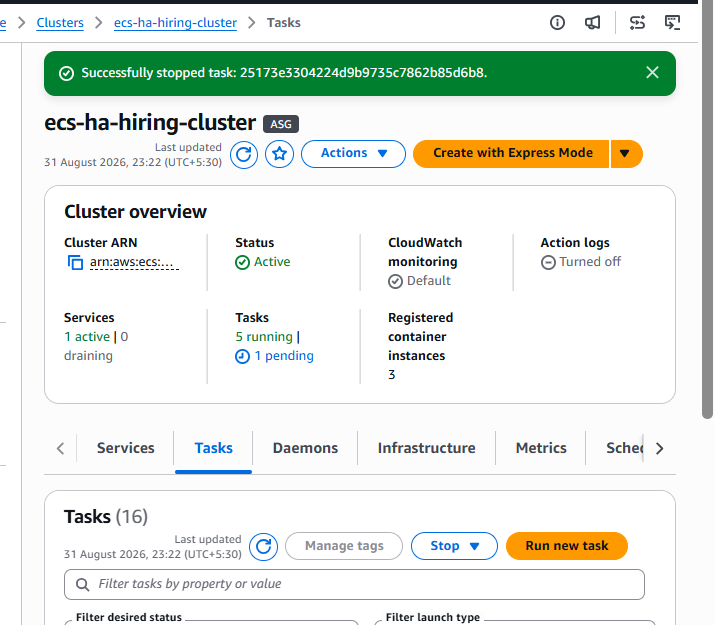 e > Clusters > ecs-ha-hiring-cluster > Tasks
Successfully stopped task: 25173e3304224d9b9735c7862b85d6b8.
ecs-ha-hiring-cluster ASG
Last updated
31 August 2026, 23:22 (UTC+5:30)
Actions
Create with Express Mode
Cluster overview
Cluster ARN
arn:aws:ecs:...
Status
Active
CloudWatch
monitoring
Default
Action logs
Turned off
Services
1 active | 0
draining
Tasks
5 running |
1 pending
Registered
container
instances
3
Services
Tasks
Daemons
Infrastructure
Metrics
Sched
Tasks (16)
Last updated
31 August 2026, 23:22 (UTC+5:30)
Manage tags
Stop
Run new task
Filter tasks by property or value
Filter desired status
Filter launch type